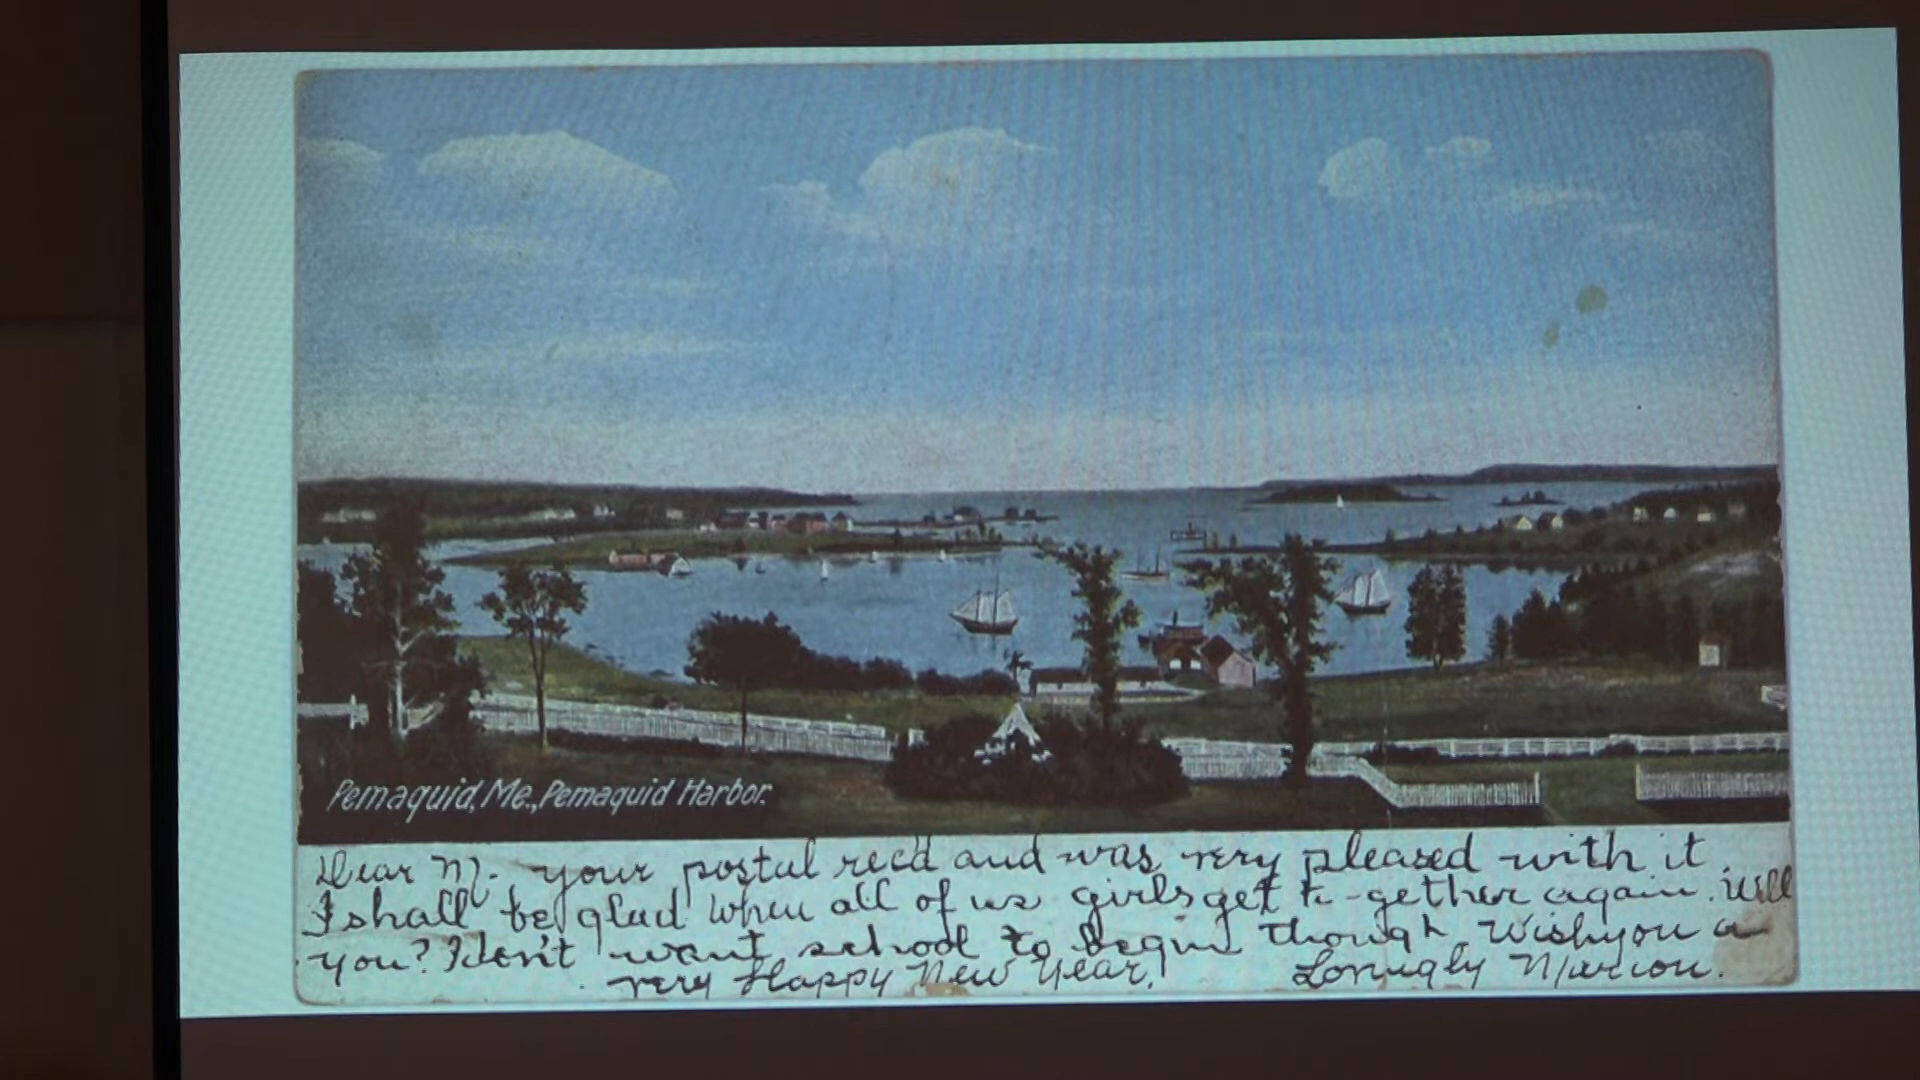 Pemaquid, Me., Pemaquid Harbor.
Dear M. your postal rec'd and was very pleased with it.
I shall be glad when all of us girls get to-gether again. Will
you? I don't want school to begin though. Wish you a
very Happy New Year! Lovingly Marion.